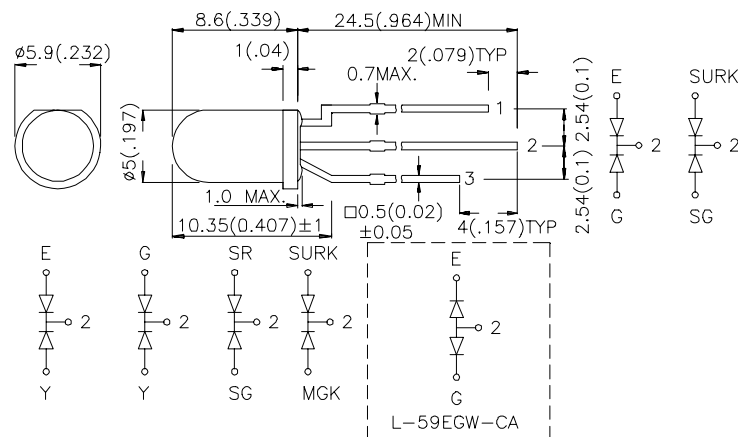 8.6(.339)
24.5(.964)MIN
ø5.9(.232)
1(.04)
2(.079)TYP
0.7MAX.
E
SURK
1
2.54(0.1)
ø5(.197)
2
2
2
3
2.54(0.1)
1.0 MAX.
□0.5(0.02)
±0.05
G
SG
10.35(0.407)±1
4(.157)TYP
E
G
SR
SURK
E
2
2
2
2
2
Y
Y
SG
MGK
G
L-59EGW-CA